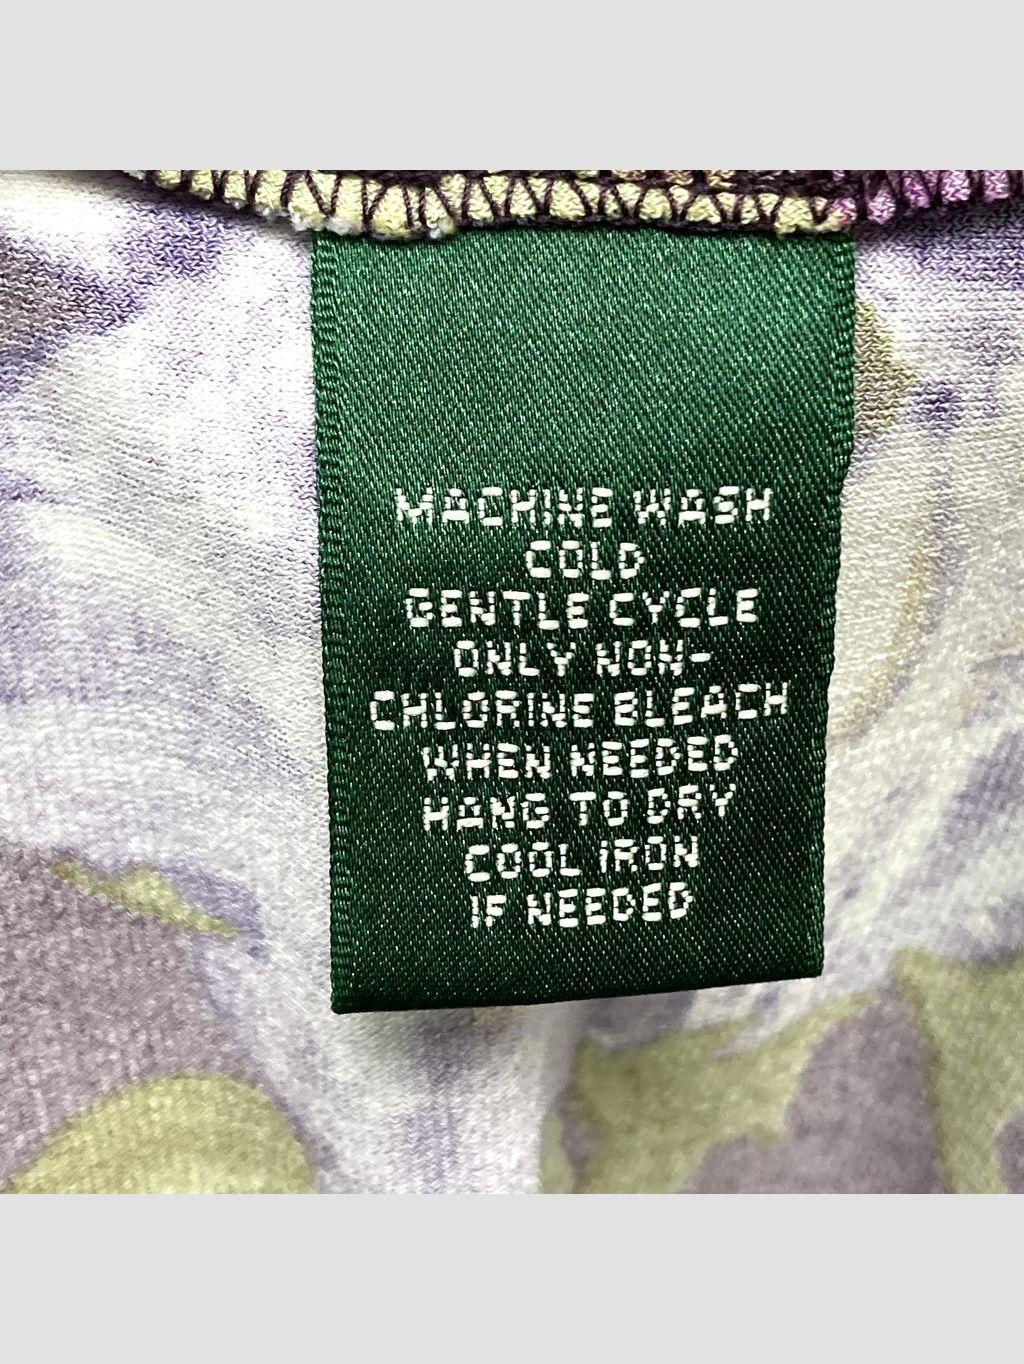 MACHINE WASH
COLD
GENTLE CYCLE
ONLY NON-
CHLORINE BLEACH
WHEN NEEDED
HANG TO DRY
COOL IRON
IF NEEDED